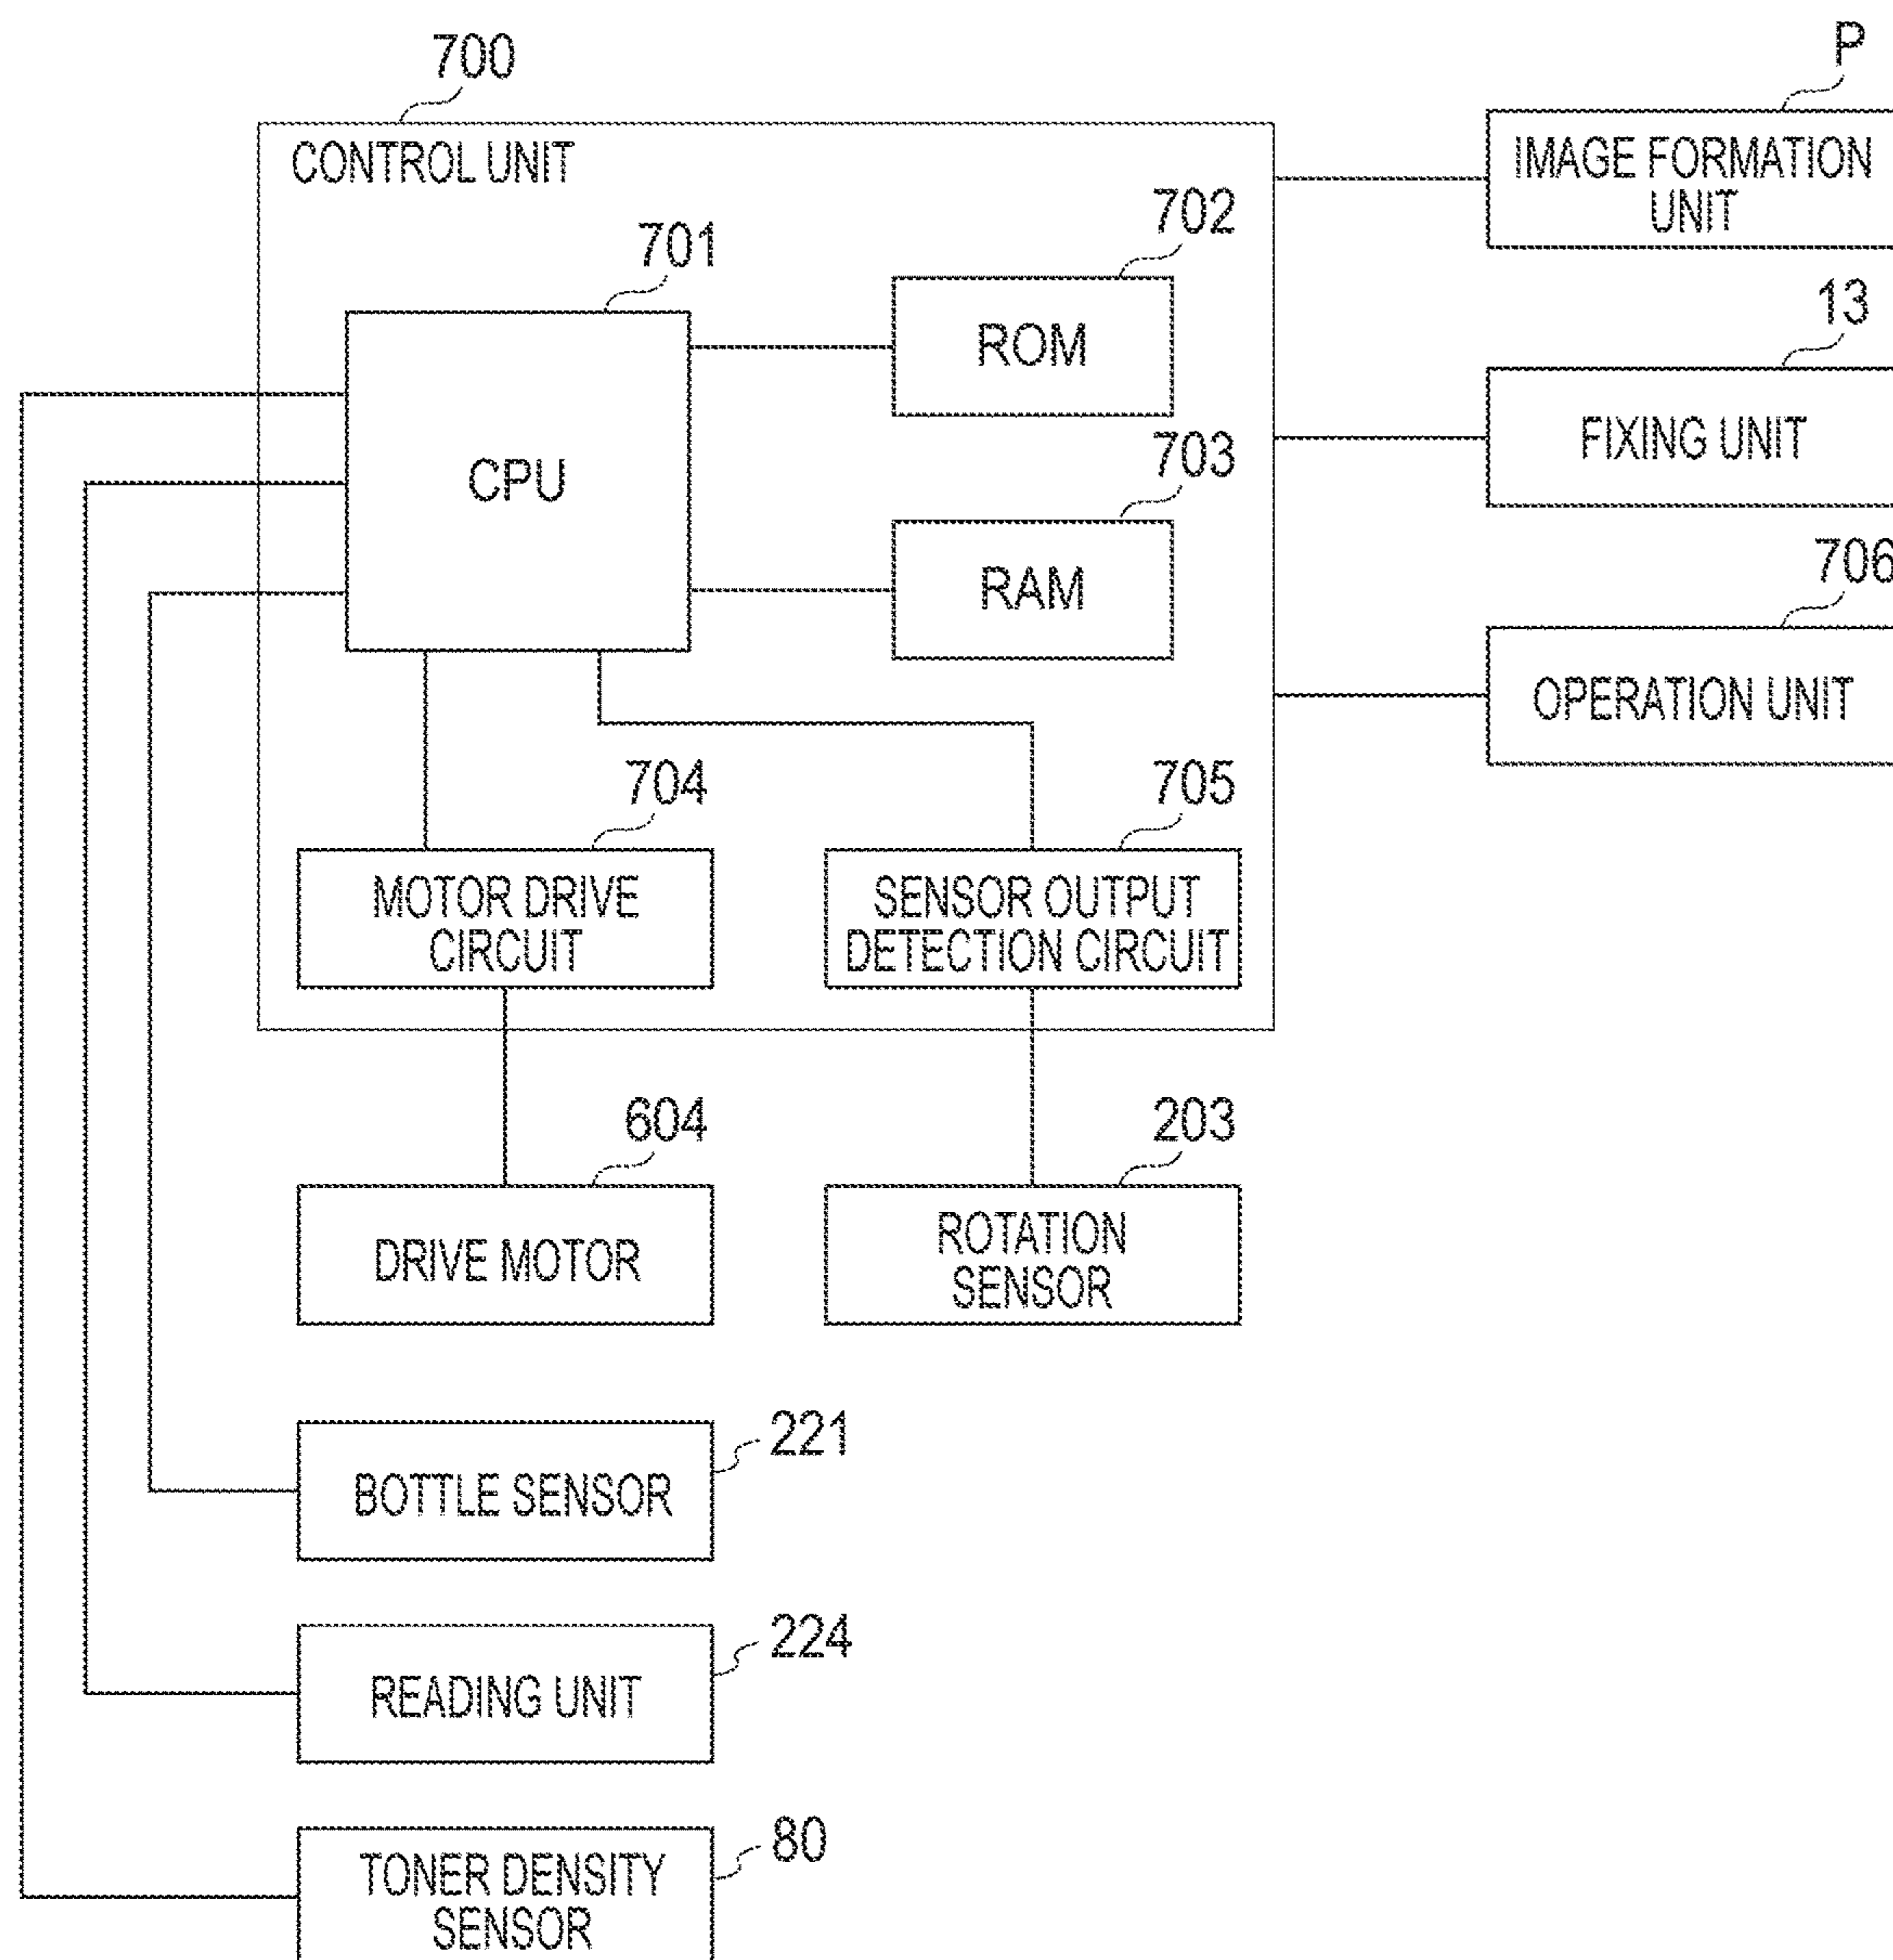 700
CONTROL UNIT
P
IMAGE FORMATION
UNIT
702
701
ROM
13
FIXING UNIT
CPU
703
RAM
706
OPERATION UNIT
704
705
MOTOR DRIVE
CIRCUIT
SENSOR OUTPUT
DETECTION CIRCUIT
604
203
DRIVE MOTOR
ROTATION
SENSOR
221
BOTTLE SENSOR
224
READING UNIT
80
TONER DENSITY
SENSOR